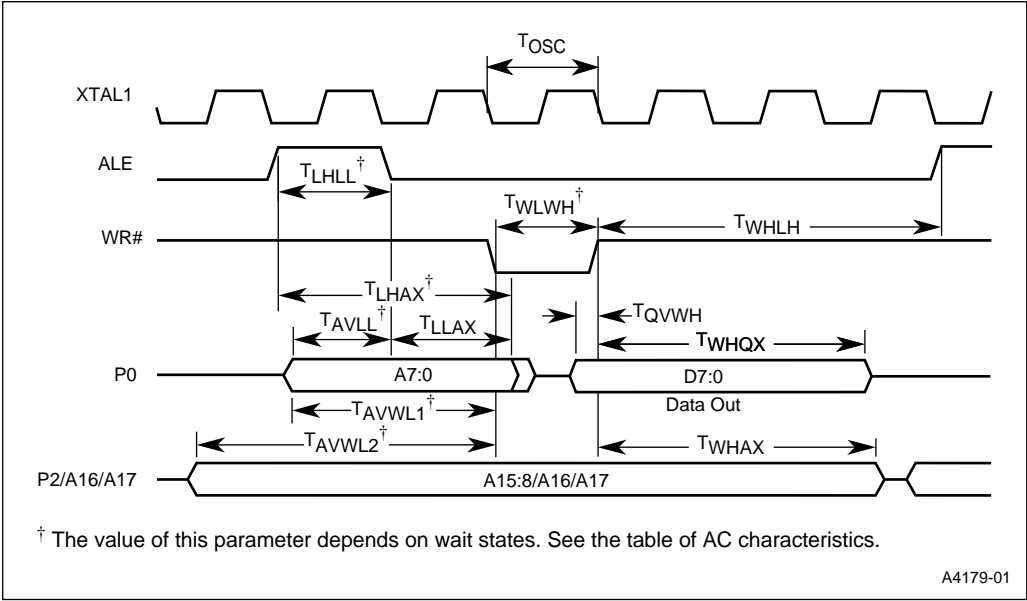 TOSC
XTAL1
ALE
TLHLL†
TWLWH†
TWHLH
WR#
TLHAX†
TAVLL†
TLLAX
TQVWH
TWHQX
P0
A7:0
D7:0
Data Out
TAVWL1†
TAVWL2†
TWHAX
P2/A16/A17
A15:8/A16/A17
† The value of this parameter depends on wait states. See the table of AC characteristics.
A4179-01